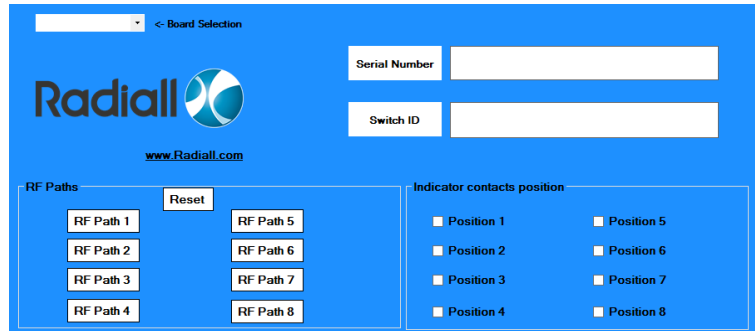 <- Board Selection
Serial Number
Radiall
Switch ID
www.Radiall.com
RF Paths
Reset
RF Path 1
RF Path 5
RF Path 2
RF Path 6
RF Path 3
RF Path 7
RF Path 4
RF Path 8
Indicator contacts position
Position 1
Position 5
Position 2
Position 6
Position 3
Position 7
Position 4
Position 8